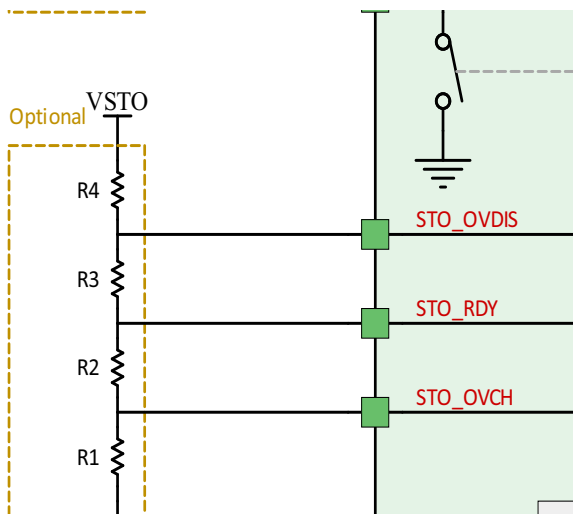 VSTO
Optional
R4
STO_OVDIS
R3
STO_RDY
R2
STO_OVCH
R1